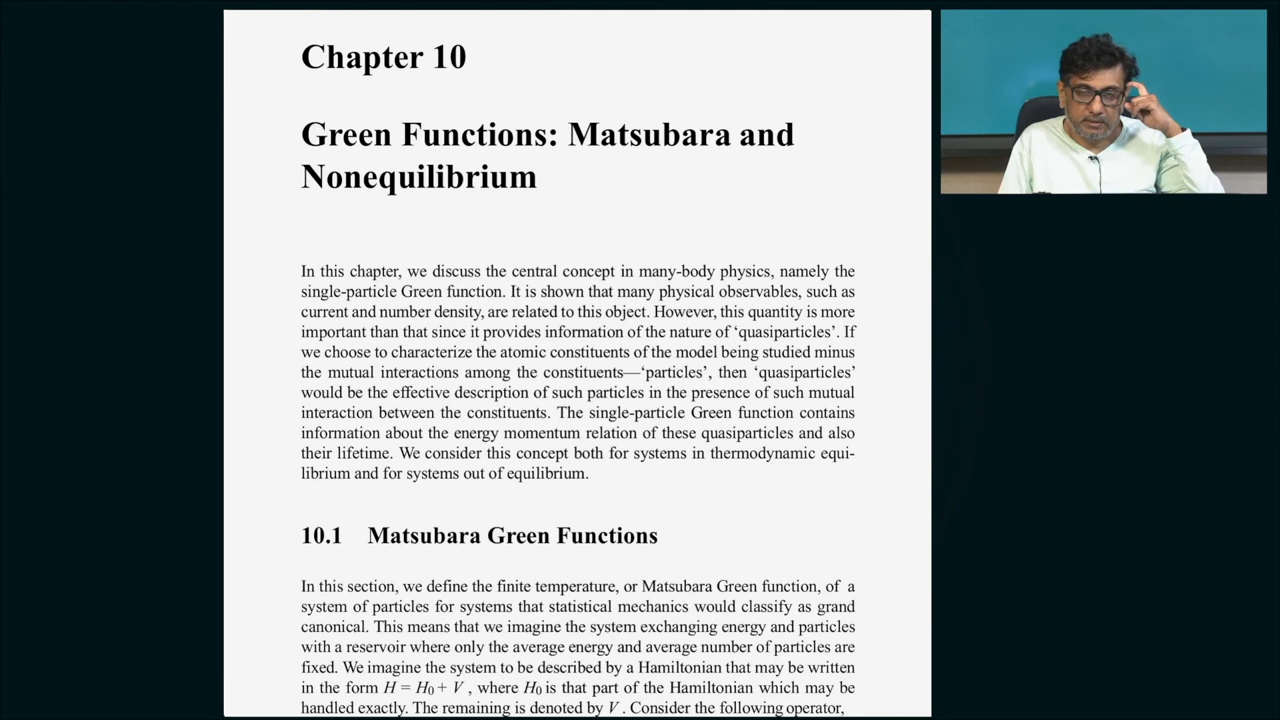 Chapter 10
Green Functions: Matsubara and
Nonequilibrium
In this chapter, we discuss the central concept in many-body physics, namely the
single-particle Green function. It is shown that many physical observables, such as
current and number density, are related to this object. However, this quantity is more
important than that since it provides information of the nature of ‘quasiparticles’. If
we choose to characterize the atomic constituents of the model being studied minus
the mutual interactions among the constituents—‘particles’, then ‘quasiparticles’
would be the effective description of such particles in the presence of such mutual
interaction between the constituents. The single-particle Green function contains
information about the energy momentum relation of these quasiparticles and also
their lifetime. We consider this concept both for systems in thermodynamic equi-
librium and for systems out of equilibrium.
10.1 Matsubara Green Functions
In this section, we define the finite temperature, or Matsubara Green function, of a
system of particles for systems that statistical mechanics would classify as grand
canonical. This means that we imagine the system exchanging energy and particles
with a reservoir where only the average energy and average number of particles are
fixed. We imagine the system to be described by a Hamiltonian that may be written
in the form H = H₀ + V , where H₀ is that part of the Hamiltonian which may be
handled exactly. The remaining is denoted by V . Consider the following operator,